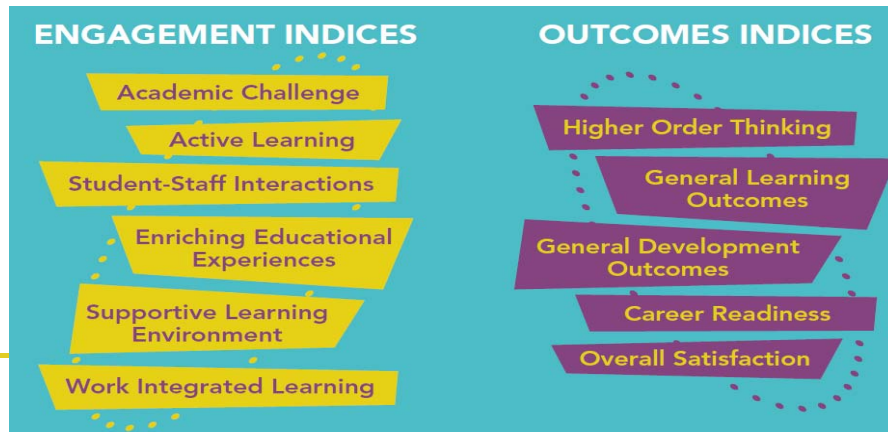 ENGAGEMENT INDICES
Academic Challenge
Active Learning
Student-Staff Interactions
Enriching Educational
Experiences
Supportive Learning
Environment
Work Integrated Learning
OUTCOMES INDICES
Higher Order Thinking
General Learning
Outcomes
General Development
Outcomes
Career Readiness
Overall Satisfaction